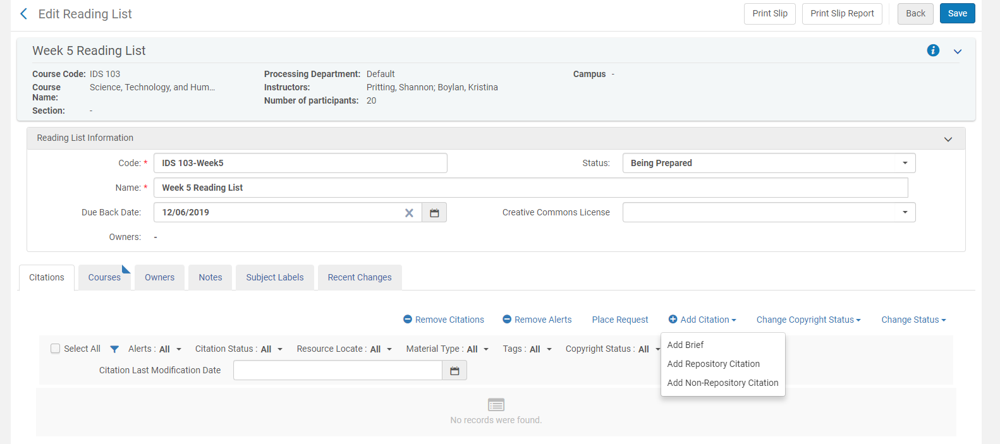 Edit Reading List
Print Slip
Print Slip Report
Back
Save
Week 5 Reading List
Course Code: IDS 103
Course Name: Science, Technology, and Hum...
Section: -
Processing Department: Default
Instructors: Pritting, Shannon; Boylan, Kristina
Number of participants: 20
Campus -
Reading List Information
Code: * IDS 103-Week5
Status: Being Prepared
Name: * Week 5 Reading List
Due Back Date: 12/06/2019
Creative Commons License
Owners: -
Citations
Courses
Owners
Notes
Subject Labels
Recent Changes
Remove Citations
Remove Alerts
Place Request
Add Citation
Change Copyright Status
Change Status
Add Brief
Add Repository Citation
Add Non-Repository Citation
Select All
Alerts : All
Citation Status : All
Resource Locate : All
Material Type : All
Tags : All
Copyright Status : All
Citation Last Modification Date
No records were found.